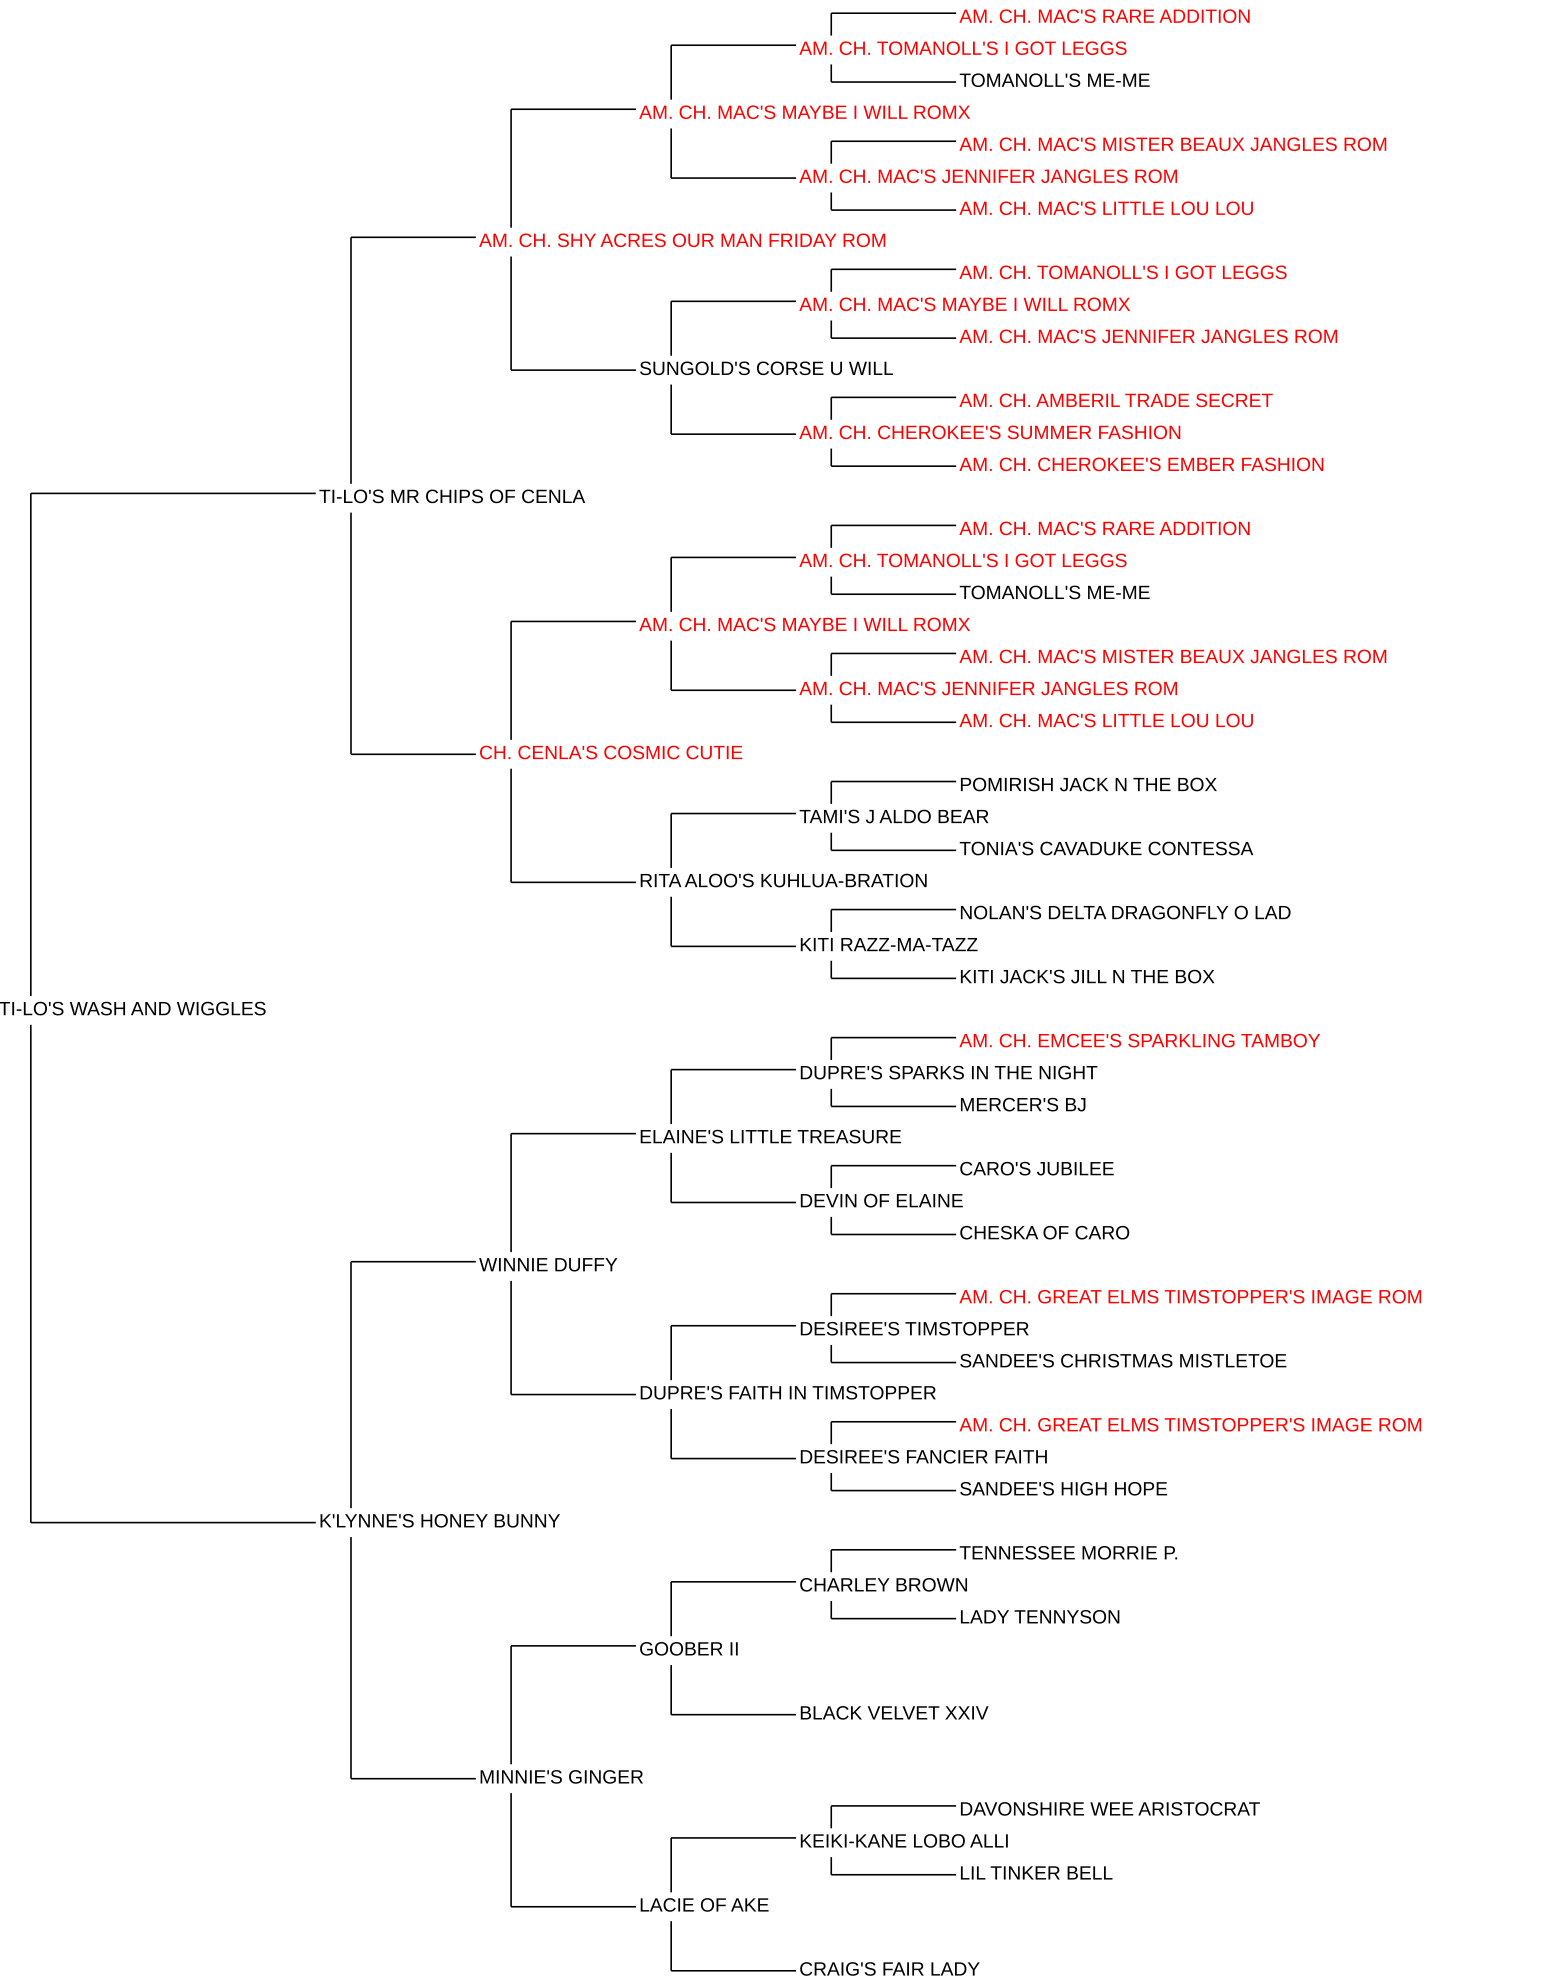 AM. CH. MAC'S RARE ADDITION
AM. CH. TOMANOLL'S I GOT LEGGS
TOMANOLL'S ME-ME
AM. CH. MAC'S MAYBE I WILL ROMX
AM. CH. MAC'S MISTER BEAUX JANGLES ROM
AM. CH. MAC'S JENNIFER JANGLES ROM
AM. CH. MAC'S LITTLE LOU LOU
AM. CH. SHY ACRES OUR MAN FRIDAY ROM
AM. CH. TOMANOLL'S I GOT LEGGS
AM. CH. MAC'S MAYBE I WILL ROMX
AM. CH. MAC'S JENNIFER JANGLES ROM
SUNGOLD'S CORSE U WILL
AM. CH. AMBERIL TRADE SECRET
AM. CH. CHEROKEE'S SUMMER FASHION
AM. CH. CHEROKEE'S EMBER FASHION
TI-LO'S MR CHIPS OF CENLA
AM. CH. MAC'S RARE ADDITION
AM. CH. TOMANOLL'S I GOT LEGGS
TOMANOLL'S ME-ME
AM. CH. MAC'S MAYBE I WILL ROMX
AM. CH. MAC'S MISTER BEAUX JANGLES ROM
AM. CH. MAC'S JENNIFER JANGLES ROM
AM. CH. MAC'S LITTLE LOU LOU
CH. CENLA'S COSMIC CUTIE
POMIRISH JACK N THE BOX
TAMI'S J ALDO BEAR
TONIA'S CAVADUKE CONTESSA
RITA ALOO'S KUHLUA-BRATION
NOLAN'S DELTA DRAGONFLY O LAD
KITI RAZZ-MA-TAZZ
KITI JACK'S JILL N THE BOX
TI-LO'S WASH AND WIGGLES
AM. CH. EMCEE'S SPARKLING TAMBOY
DUPRE'S SPARKS IN THE NIGHT
MERCER'S BJ
ELAINE'S LITTLE TREASURE
CARO'S JUBILEE
DEVIN OF ELAINE
CHESKA OF CARO
WINNIE DUFFY
AM. CH. GREAT ELMS TIMSTOPPER'S IMAGE ROM
DESIREE'S TIMSTOPPER
SANDEE'S CHRISTMAS MISTLETOE
DUPRE'S FAITH IN TIMSTOPPER
AM. CH. GREAT ELMS TIMSTOPPER'S IMAGE ROM
DESIREE'S FANCIER FAITH
SANDEE'S HIGH HOPE
K'LYNNE'S HONEY BUNNY
TENNESSEE MORRIE P.
CHARLEY BROWN
LADY TENNYSON
GOOBER II
BLACK VELVET XXIV
MINNIE'S GINGER
DAVONSHIRE WEE ARISTOCRAT
KEIKI-KANE LOBO ALLI
LIL TINKER BELL
LACIE OF AKE
CRAIG'S FAIR LADY